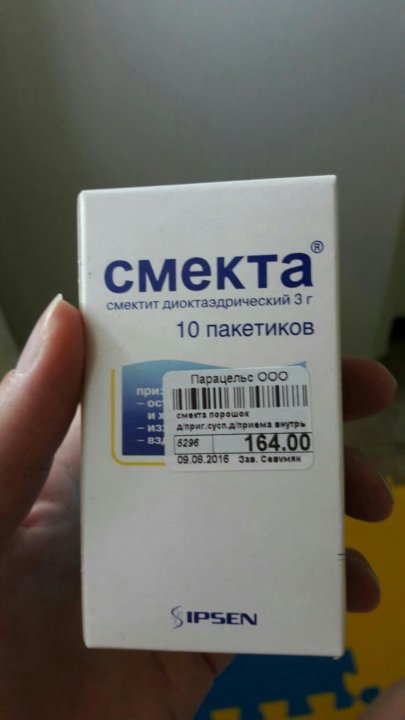 смекта®
смектит диоктаэдрический 3 г
10 пакетиков
Парацельс ООО
смекта порошок
д/приг.сусп.д/приема внутрь
5296 164.00
09.08.2016 Зав. Севумян
IPSEN